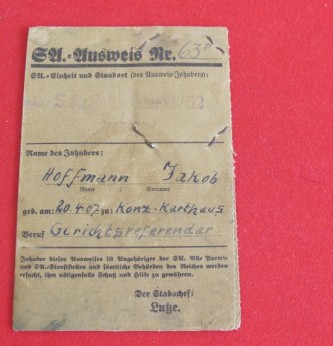 SA.-Ausweis Nr. 63
SA.-Einheit und Standort (des Ausweis-Inhabers):
Name des Inhabers:
Hoffmann Jakob
Name Vorname
geb. am: 20.4.07 zu: Konz-Karthaus
Beruf Gerichtsreferendar
Inhaber dieses Ausweises ist Angehöriger der SA. Alle Partei-
und SA.-Dienststellen und sämtliche Behörden des Reiches werden
ersucht, ihm nötigenfalls Schutz und Hilfe zu gewähren.
Der Stabschef:
Lutze.